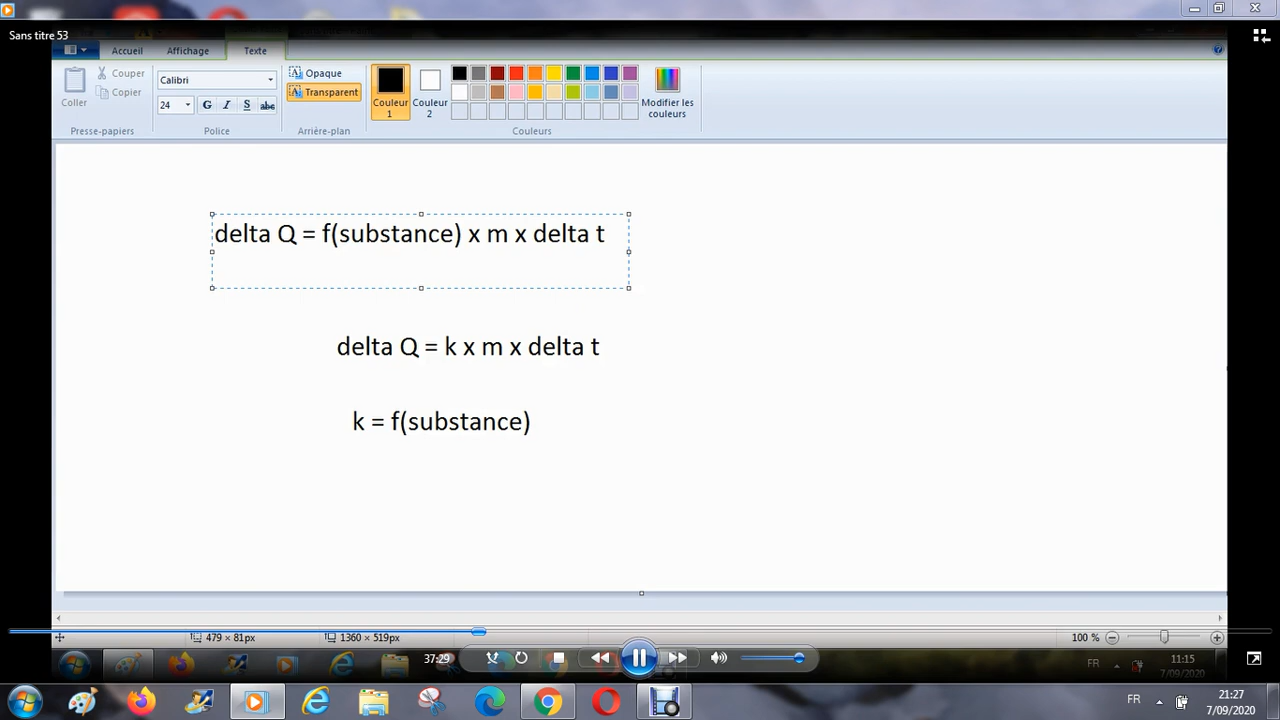 Sans titre 53
Accueil Affichage Texte
Coller
Couper
Copier
Presse-papiers
Calibri
24 G I S abc
Police
Opaque
Transparent
Arrière-plan
Couleur 1
Couleur 2
Modifier les couleurs
Couleurs
delta Q = f(substance) x m x delta t
delta Q = k x m x delta t
k = f(substance)
479 × 81px
1360 × 519px
100 %
37:29
FR
11:15
7/09/2020
FR
21:27
7/09/2020